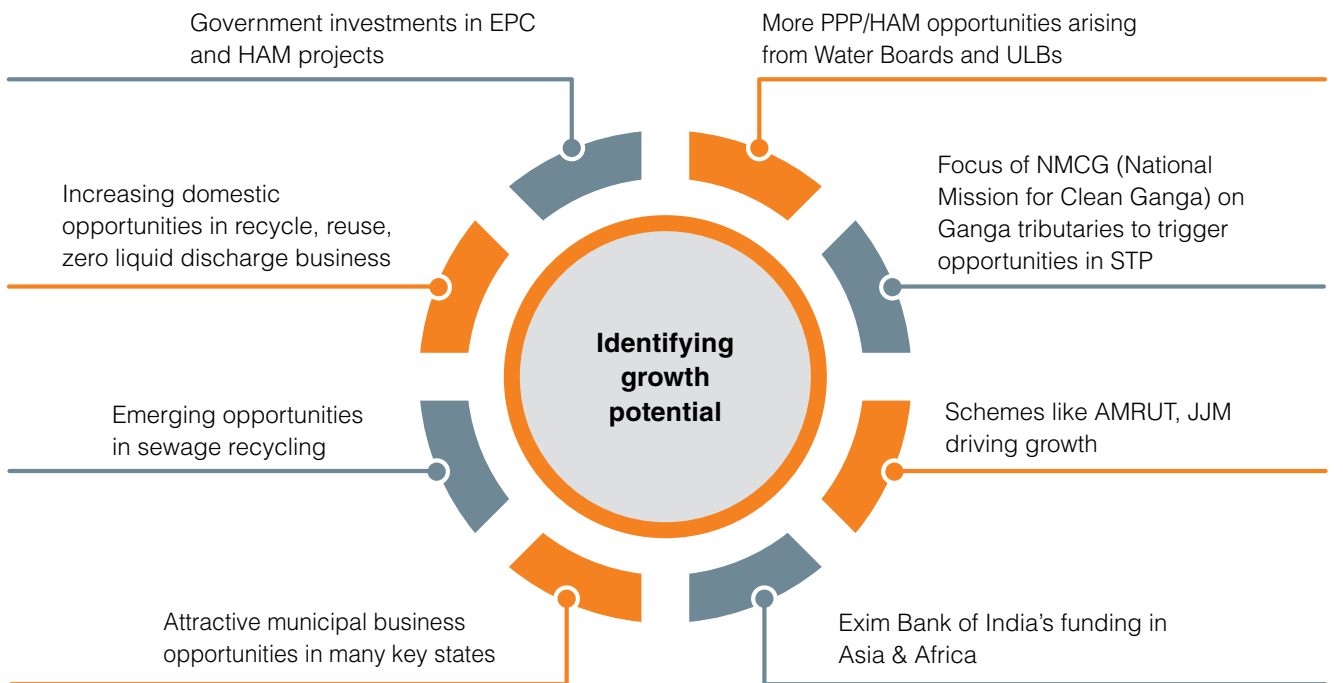 Government investments in EPC
and HAM projects
More PPP/HAM opportunities arising
from Water Boards and ULBs
Increasing domestic
opportunities in recycle, reuse,
zero liquid discharge business
Focus of NMCG (National
Mission for Clean Ganga) on
Ganga tributaries to trigger
opportunities in STP
Identifying
growth
potential
Emerging opportunities
in sewage recycling
Schemes like AMRUT, JJM
driving growth
Attractive municipal business
opportunities in many key states
Exim Bank of India’s funding in
Asia & Africa